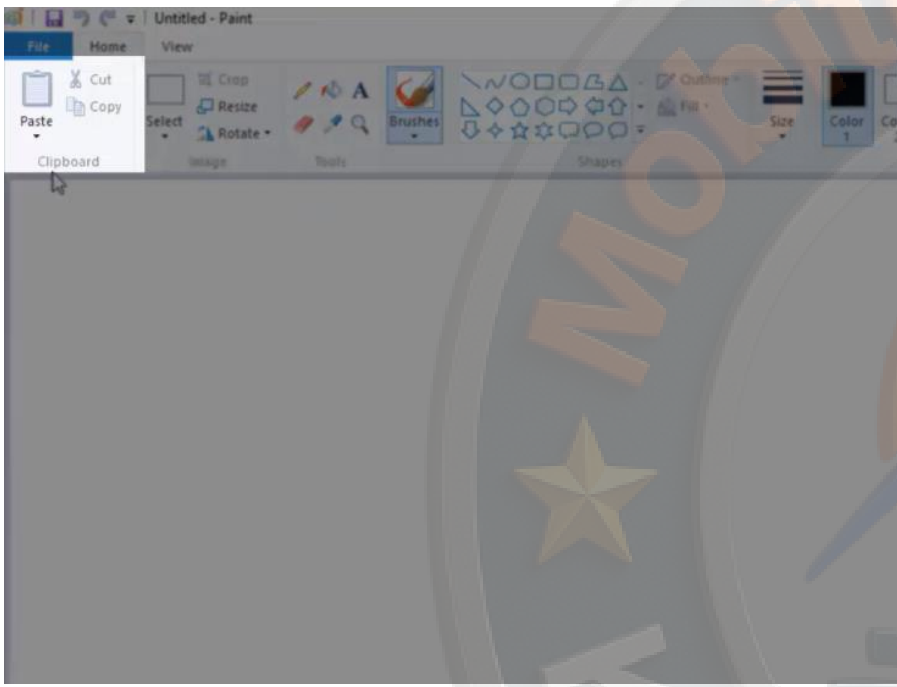 Untitled - Paint
File Home View
Paste
Cut
Copy
Clipboard
Select
Crop
Resize
Rotate
Image
A
Tools
Brushes
Shapes
Outline
Fill
Size
Color
1